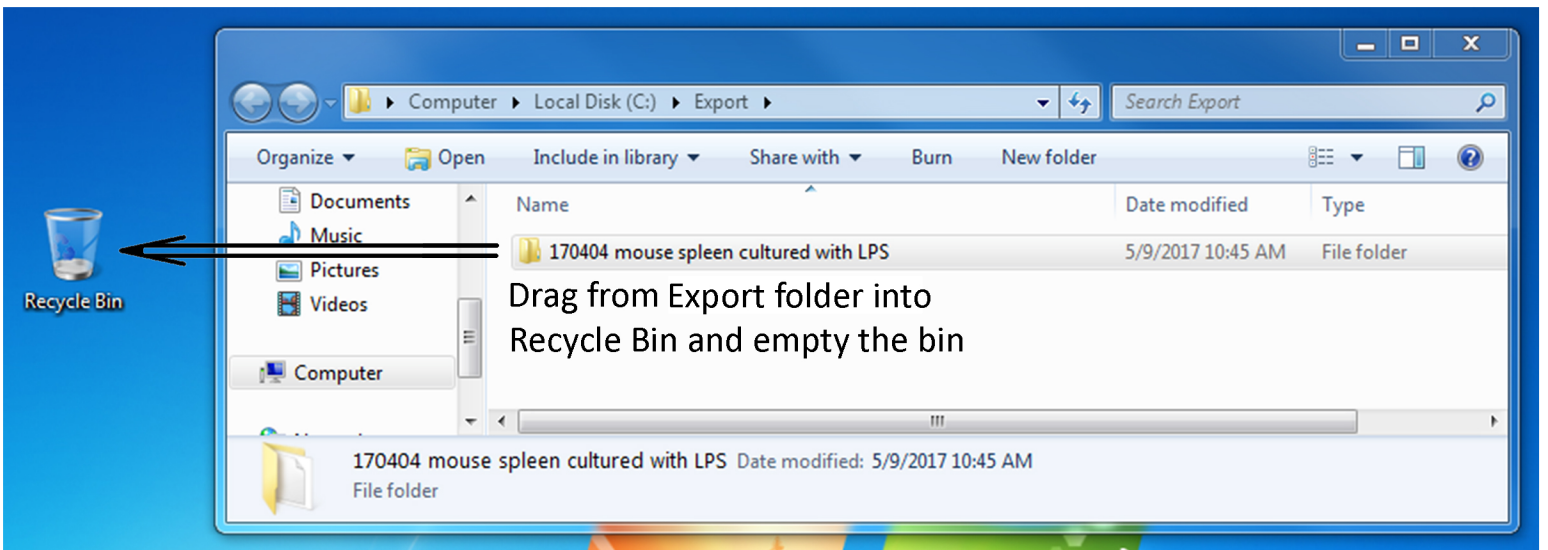 Computer ▸ Local Disk (C:) ▸ Export ▸
Search Export
Organize Open Include in library Share with Burn New folder
Documents
Music
Pictures
Videos
Computer
Name Date modified Type
170404 mouse spleen cultured with LPS 5/9/2017 10:45 AM File folder
Drag from Export folder into
Recycle Bin and empty the bin
Recycle Bin
170404 mouse spleen cultured with LPS Date modified: 5/9/2017 10:45 AM
File folder